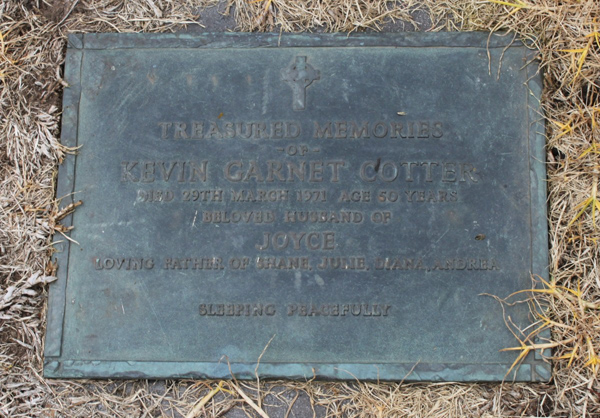 TREASURED MEMORIES
-OF-
KEVIN GARNET COTTER
DIED 29TH MARCH 1971 AGE 50 YEARS
BELOVED HUSBAND OF
JOYCE
LOVING FATHER OF SHANE, JUNE, DIANA, ANDREA
SLEEPING PEACEFULLY